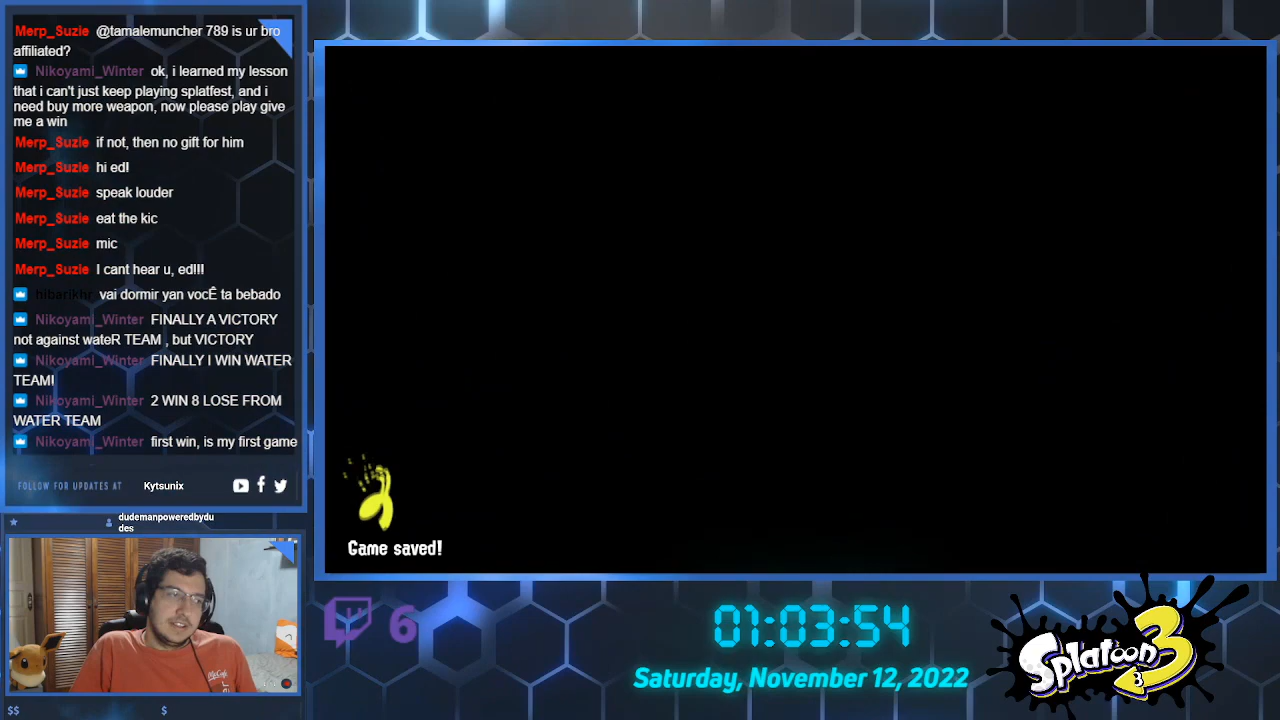 Merp_Suzie @tamalemuncher 789 is ur bro
affiliated?
Nikoyami_Winter ok, i learned my lesson
that i can't just keep playing splatfest, and i
need buy more weapon, now please play give
me a win
Merp_Suzie if not, then no gift for him
Merp_Suzie hi ed!
Merp_Suzie speak louder
Merp_Suzie eat the kic
Merp_Suzie mic
Merp_Suzie I cant hear u, ed!!!
hibarikhr vai dormir yan vocÊ ta bebado
Nikoyami_Winter FINALLY A VICTORY
not against wateR TEAM , but VICTORY
Nikoyami_Winter FINALLY I WIN WATER
TEAM!
Nikoyami_Winter 2 WIN 8 LOSE FROM
WATER TEAM
Nikoyami_Winter first win, is my first game
FOLLOW FOR UPDATES AT Kytsunix
dudemanpoweredbydu
des
Game saved!
6
01:03:54
Saturday, November 12, 2022
Splatoon 3
$$ $